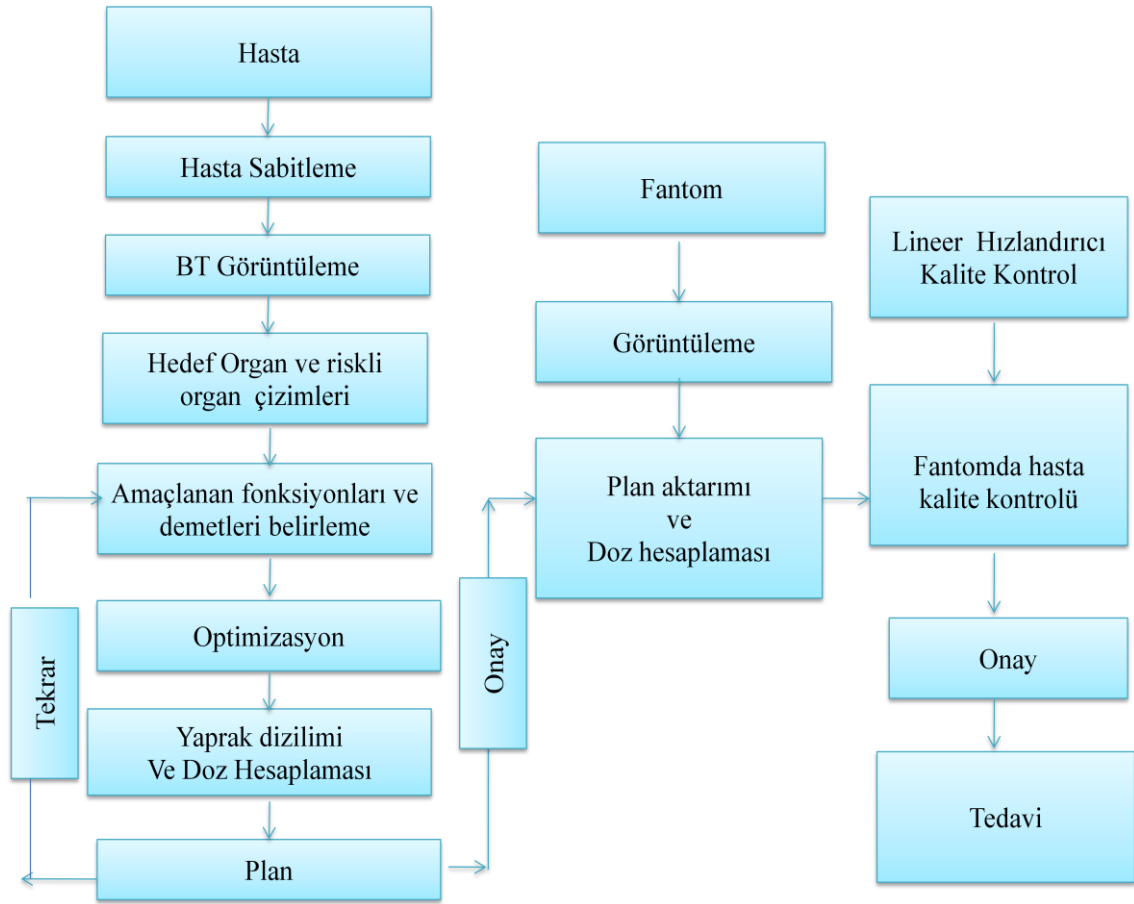 Hasta
Hasta Sabitleme
BT Görüntüleme
Hedef Organ ve riskli
organ çizimleri
Amaçlanan fonksiyonları ve
demetleri belirleme
Optimizasyon
Yaprak dizilimi
Ve Doz Hesaplaması
Plan
Tekrar
Onay
Fantom
Görüntüleme
Plan aktarımı
ve
Doz hesaplaması
Lineer Hızlandırıcı
Kalite Kontrol
Fantomda hasta
kalite kontrolü
Onay
Tedavi